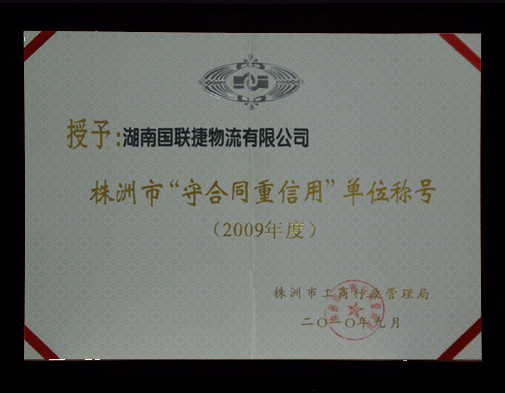 授予:湖南国联捷物流有限公司
株洲市“守合同重信用”单位称号
（2009年度）
株洲市工商行政管理局
二〇一〇年九月